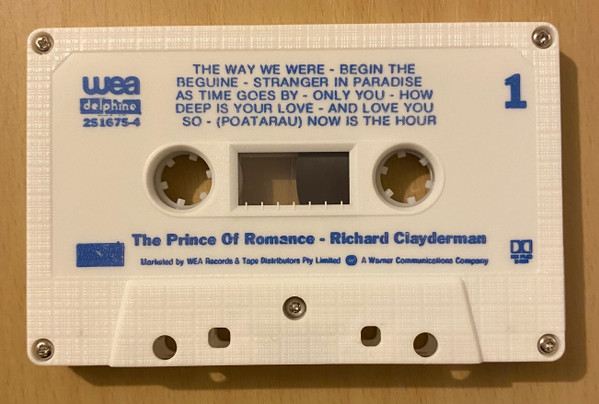 THE WAY WE WERE - BEGIN THE
BEGUINE - STRANGER IN PARADISE
AS TIME GOES BY - ONLY YOU - HOW
DEEP IS YOUR LOVE - AND LOVE YOU
SO - (POATARAU) NOW IS THE HOUR
wea
delphine
251675-4
1
The Prince Of Romance - Richard Clayderman
Marketed by WEA Records & Tape Distributors Pty Limited A Warner Communications Company